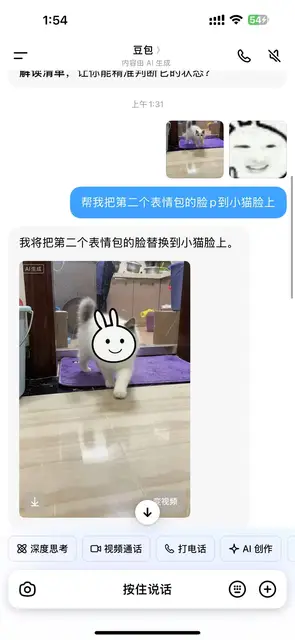 1:54
54
豆包
内容由 AI 生成
解读清单，让你能精准判断它的状态？
上午 1:31
帮我把第二个表情包的脸p到小猫脸上
我将把第二个表情包的脸替换到小猫脸上。
AI 生成
变视频
深度思考
视频通话
打电话
AI 创作
按住说话